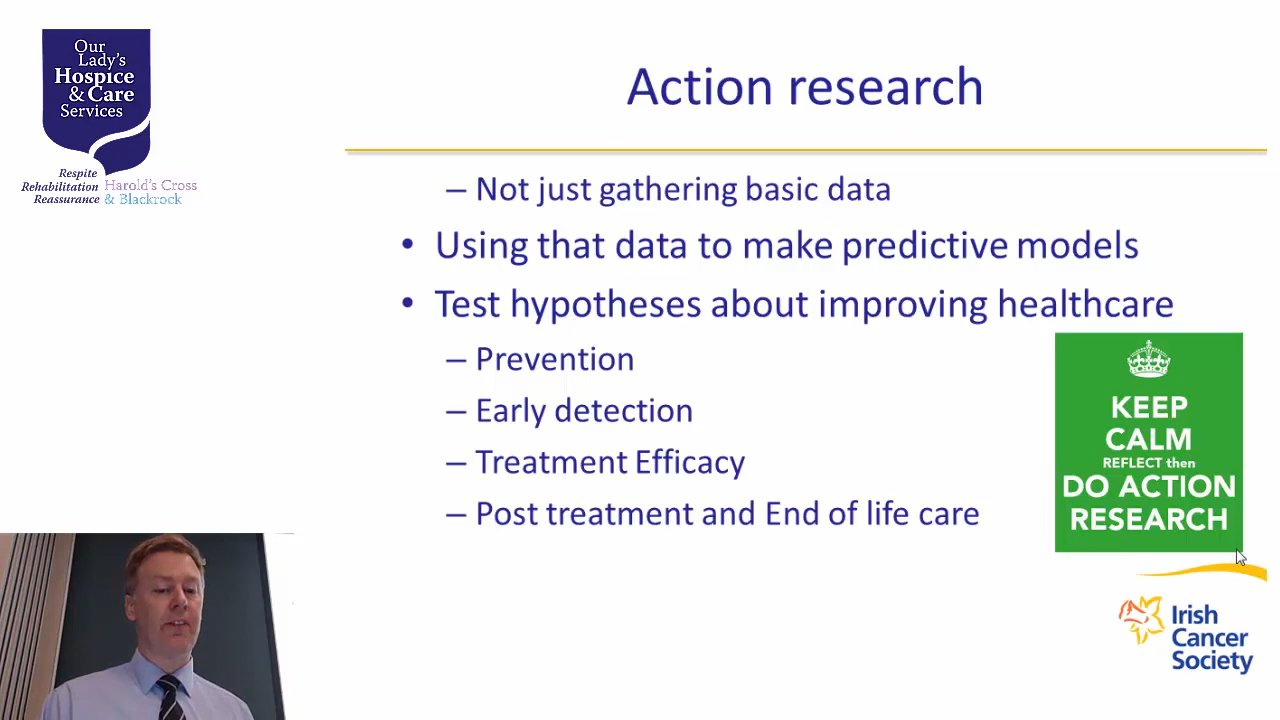 Our
Lady's
Hospice
& Care
Services
Respite
Rehabilitation
Reassurance
Harold's Cross
& Blackrock
Action research
– Not just gathering basic data
• Using that data to make predictive models
• Test hypotheses about improving healthcare
– Prevention
– Early detection
– Treatment Efficacy
– Post treatment and End of life care
KEEP
CALM
REFLECT then
DO ACTION
RESEARCH
Irish
Cancer
Society